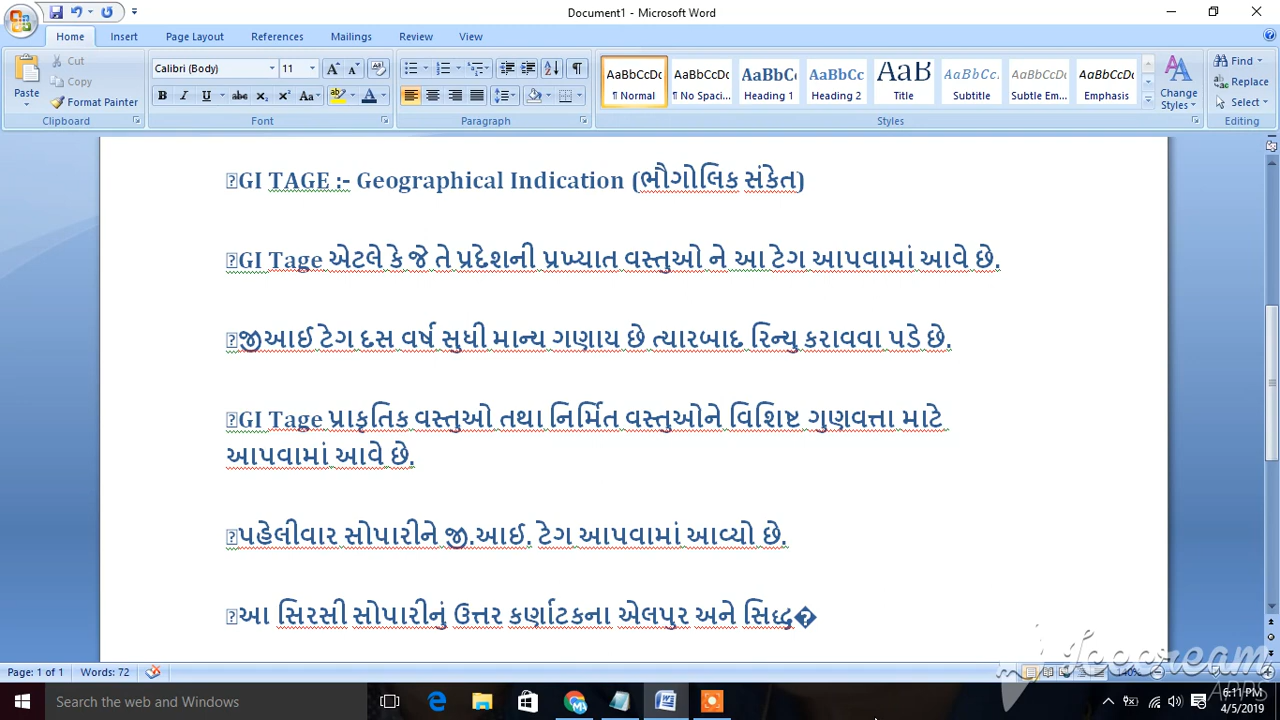 Document1 - Microsoft Word
Home Insert Page Layout References Mailings Review View
Paste
Cut
Copy
Format Painter
Clipboard
Calibri (Body) 11
Font
Paragraph
AaBbCcDc AaBbCcDc AaBbCc AaBbCc AaB AaBbCc. AaBbCcDc AaBbCcDc
¶ Normal ¶ No Spaci... Heading 1 Heading 2 Title Subtitle Subtle Em... Emphasis
Change Styles
Styles
Find
Replace
Select
Editing
GI TAGE :- Geographical Indication (ભૌગોલિક સંકેત)
GI Tage એટલે કે જે તે પ્રદેશની પ્રખ્યાત વસ્તુઓ ને આ ટેગ આપવામાં આવે છે.
જીઆઈ ટેગ દસ વર્ષ સુધી માન્ય ગણાય છે ત્યારબાદ રિન્યુ કરાવવા પડે છે.
GI Tage પ્રાકૃતિક વસ્તુઓ તથા નિર્મિત વસ્તુઓને વિશિષ્ટ ગુણવત્તા માટે
આપવામાં આવે છે.
પહેલીવાર સોપારીને જી.આઈ. ટેગ આપવામાં આવ્યો છે.
આ સિરસી સોપારીનું ઉત્તર કર્ણાટકના એલપુર અને સિદ્ધ�
Page: 1 of 1 Words: 72
140%
Search the web and Windows
6:11 PM
4/5/2019
APPS